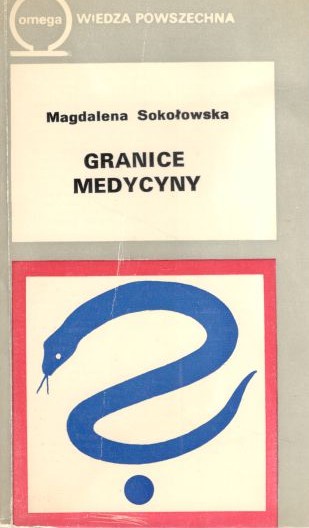 omega WIEDZA POWSZECHNA
Magdalena Sokołowska
GRANICE
MEDYCYNY